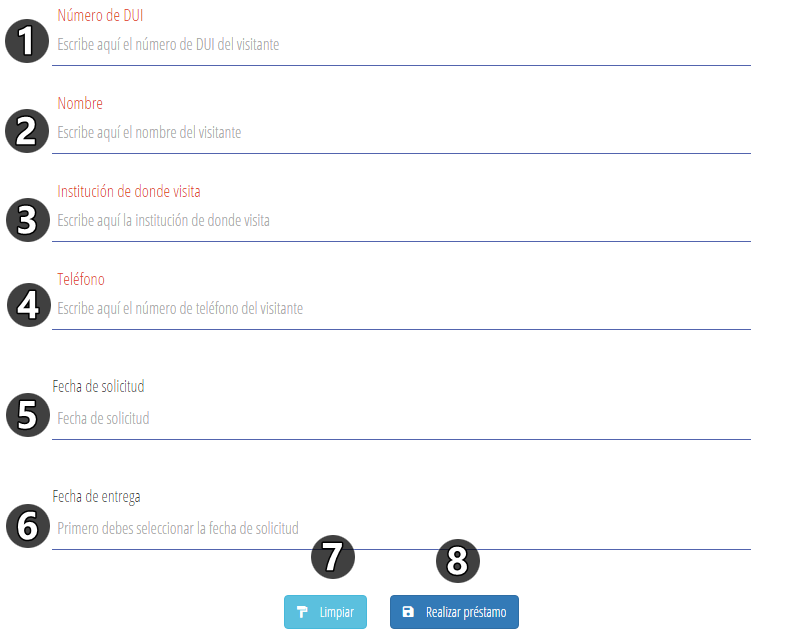 Número de DUI
1 Escribe aquí el número de DUI del visitante
Nombre
2 Escribe aquí el nombre del visitante
Institución de donde visita
3 Escribe aquí la institución de donde visita
Teléfono
4 Escribe aquí el número de teléfono del visitante
Fecha de solicitud
5 Fecha de solicitud
Fecha de entrega
6 Primero debes seleccionar la fecha de solicitud
7 8
Limpiar Realizar préstamo